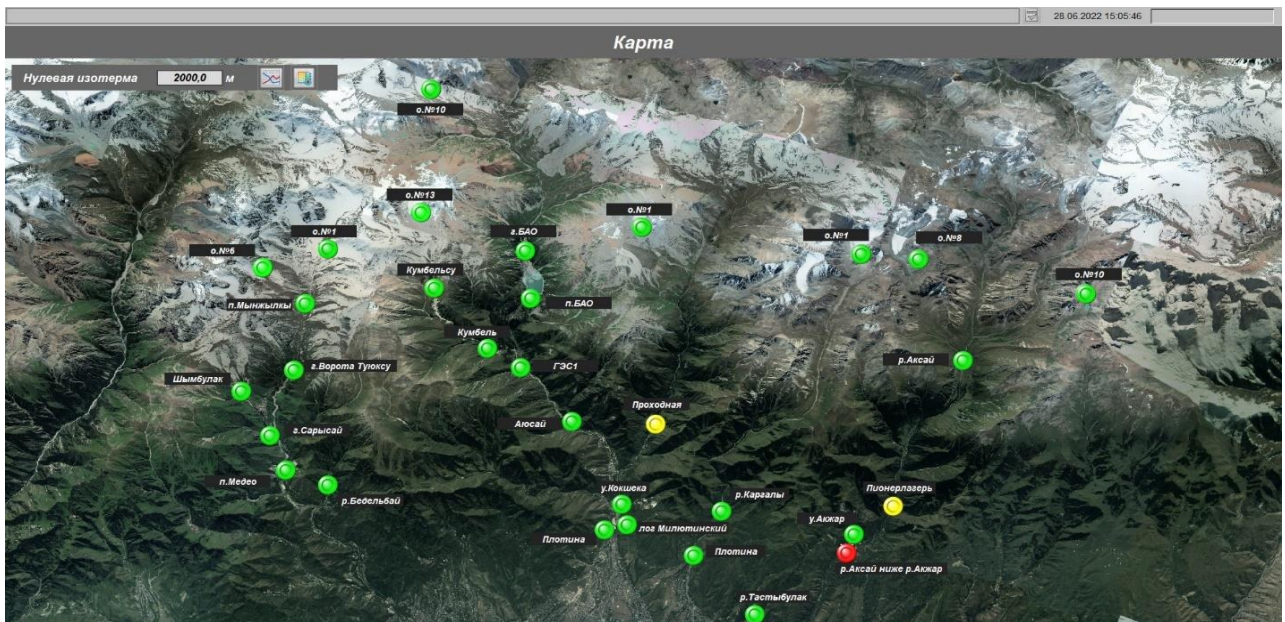 28.06.2022 15:05:46
Карта
Нулевая изотерма 2000,0 м
о.№10
о.№13
о.№1
г.БАО
о.№1
о.№1
о.№8
о.№6
Кумбельсу
о.№10
п.Мынжылкы
п.БАО
Кумбель
р.Аксай
г.Ворота Туюксу
ГЭС1
Шымбулак
Проходная
Аюсай
г.Сарысай
п.Медео
у.Кокшека
Пионерлагерь
р.Каргалы
р.Бедельбай
у.Акжар
лог Милютинский
Плотина
Плотина
р.Аксай ниже р.Акжар
р.Тастыбулак